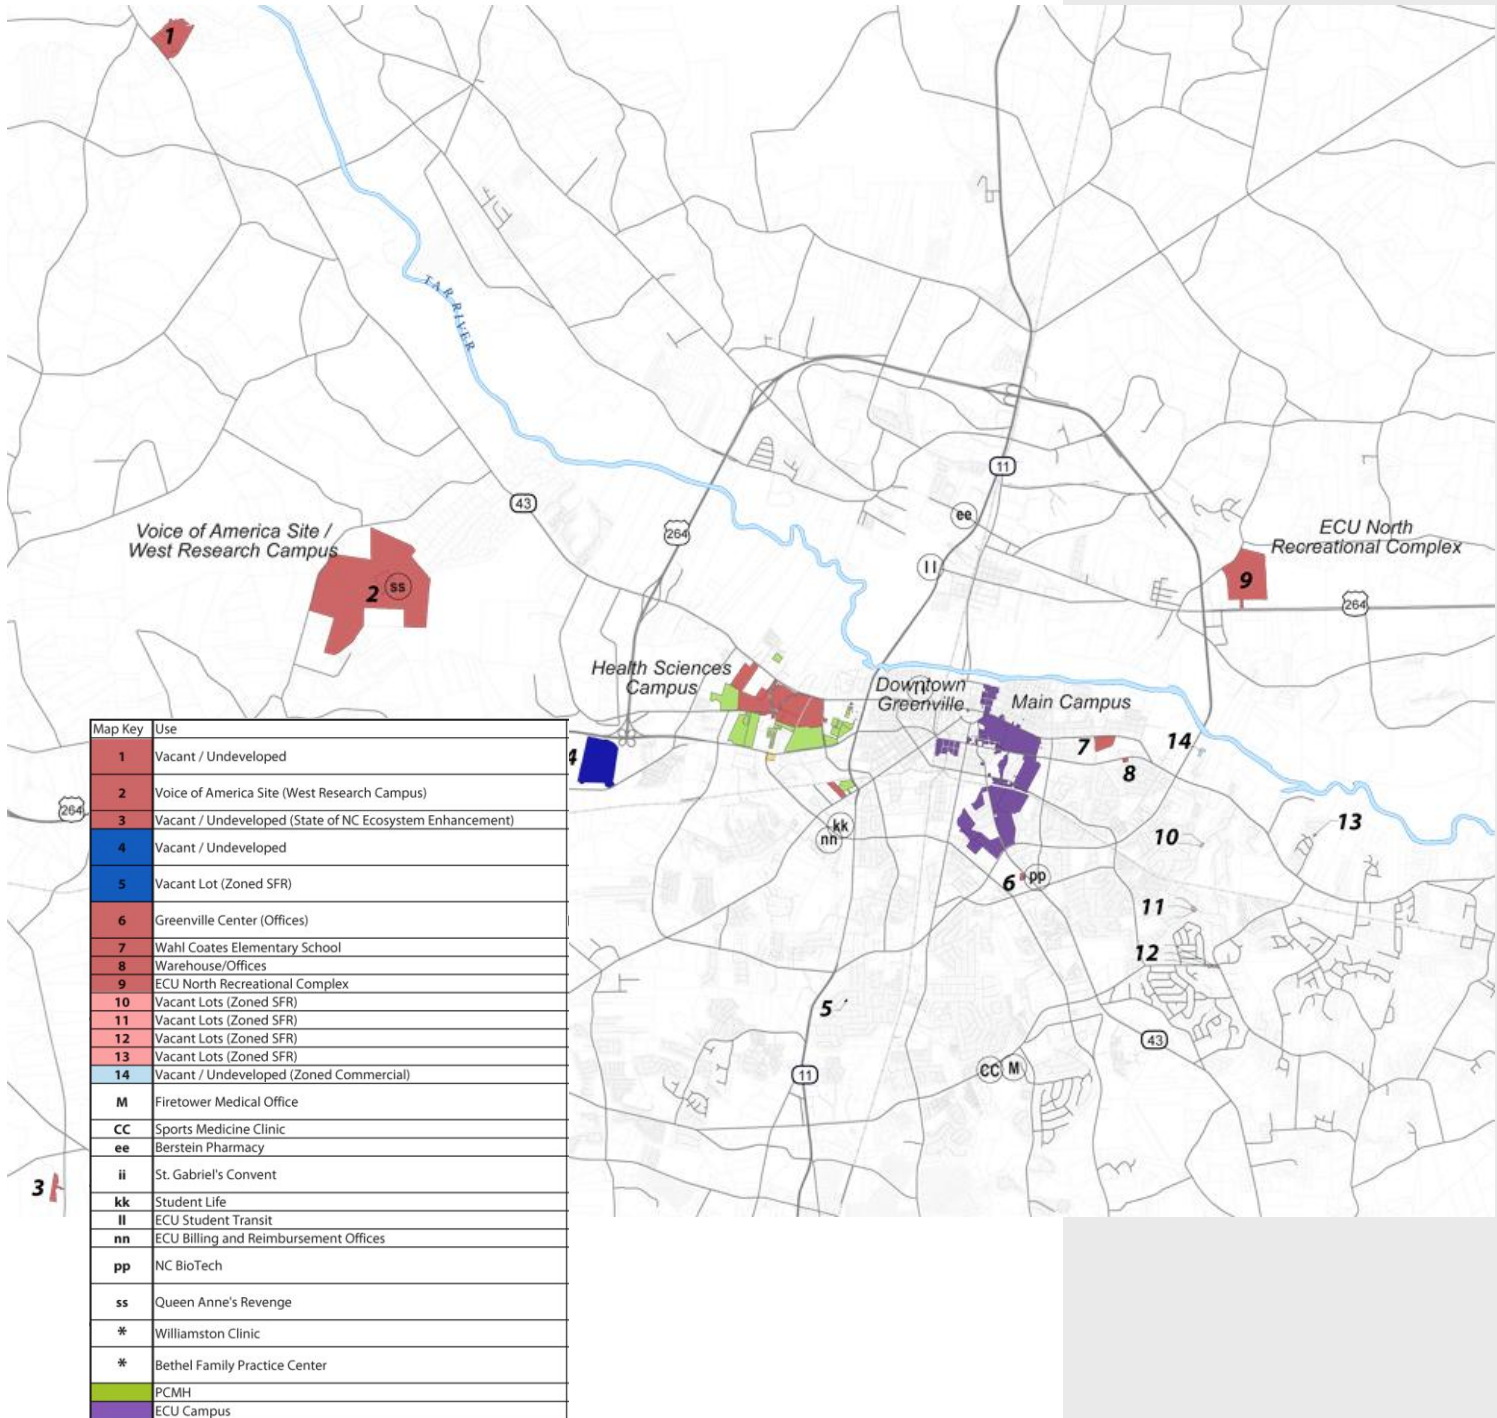 1
TAR RIVER
11
43
264
ee
Voice of America Site /
West Research Campus
ECU North
Recreational Complex
ll
2
ss
9
264
Health Sciences
Campus
Downtown
Greenville
Main Campus
7
14
8
4
264
13
10
kk
nn
6
pp
11
12
5
43
11
CC
M
3
Map Key Use
1 Vacant / Undeveloped
2 Voice of America Site (West Research Campus)
3 Vacant / Undeveloped (State of NC Ecosystem Enhancement)
4 Vacant / Undeveloped
5 Vacant Lot (Zoned SFR)
6 Greenville Center (Offices)
7 Wahl Coates Elementary School
8 Warehouse/Offices
9 ECU North Recreational Complex
10 Vacant Lots (Zoned SFR)
11 Vacant Lots (Zoned SFR)
12 Vacant Lots (Zoned SFR)
13 Vacant Lots (Zoned SFR)
14 Vacant / Undeveloped (Zoned Commercial)
M Firetower Medical Office
CC Sports Medicine Clinic
ee Berstein Pharmacy
ii St. Gabriel's Convent
kk Student Life
ll ECU Student Transit
nn ECU Billing and Reimbursement Offices
pp NC BioTech
ss Queen Anne's Revenge
* Williamston Clinic
* Bethel Family Practice Center
PCMH
ECU Campus